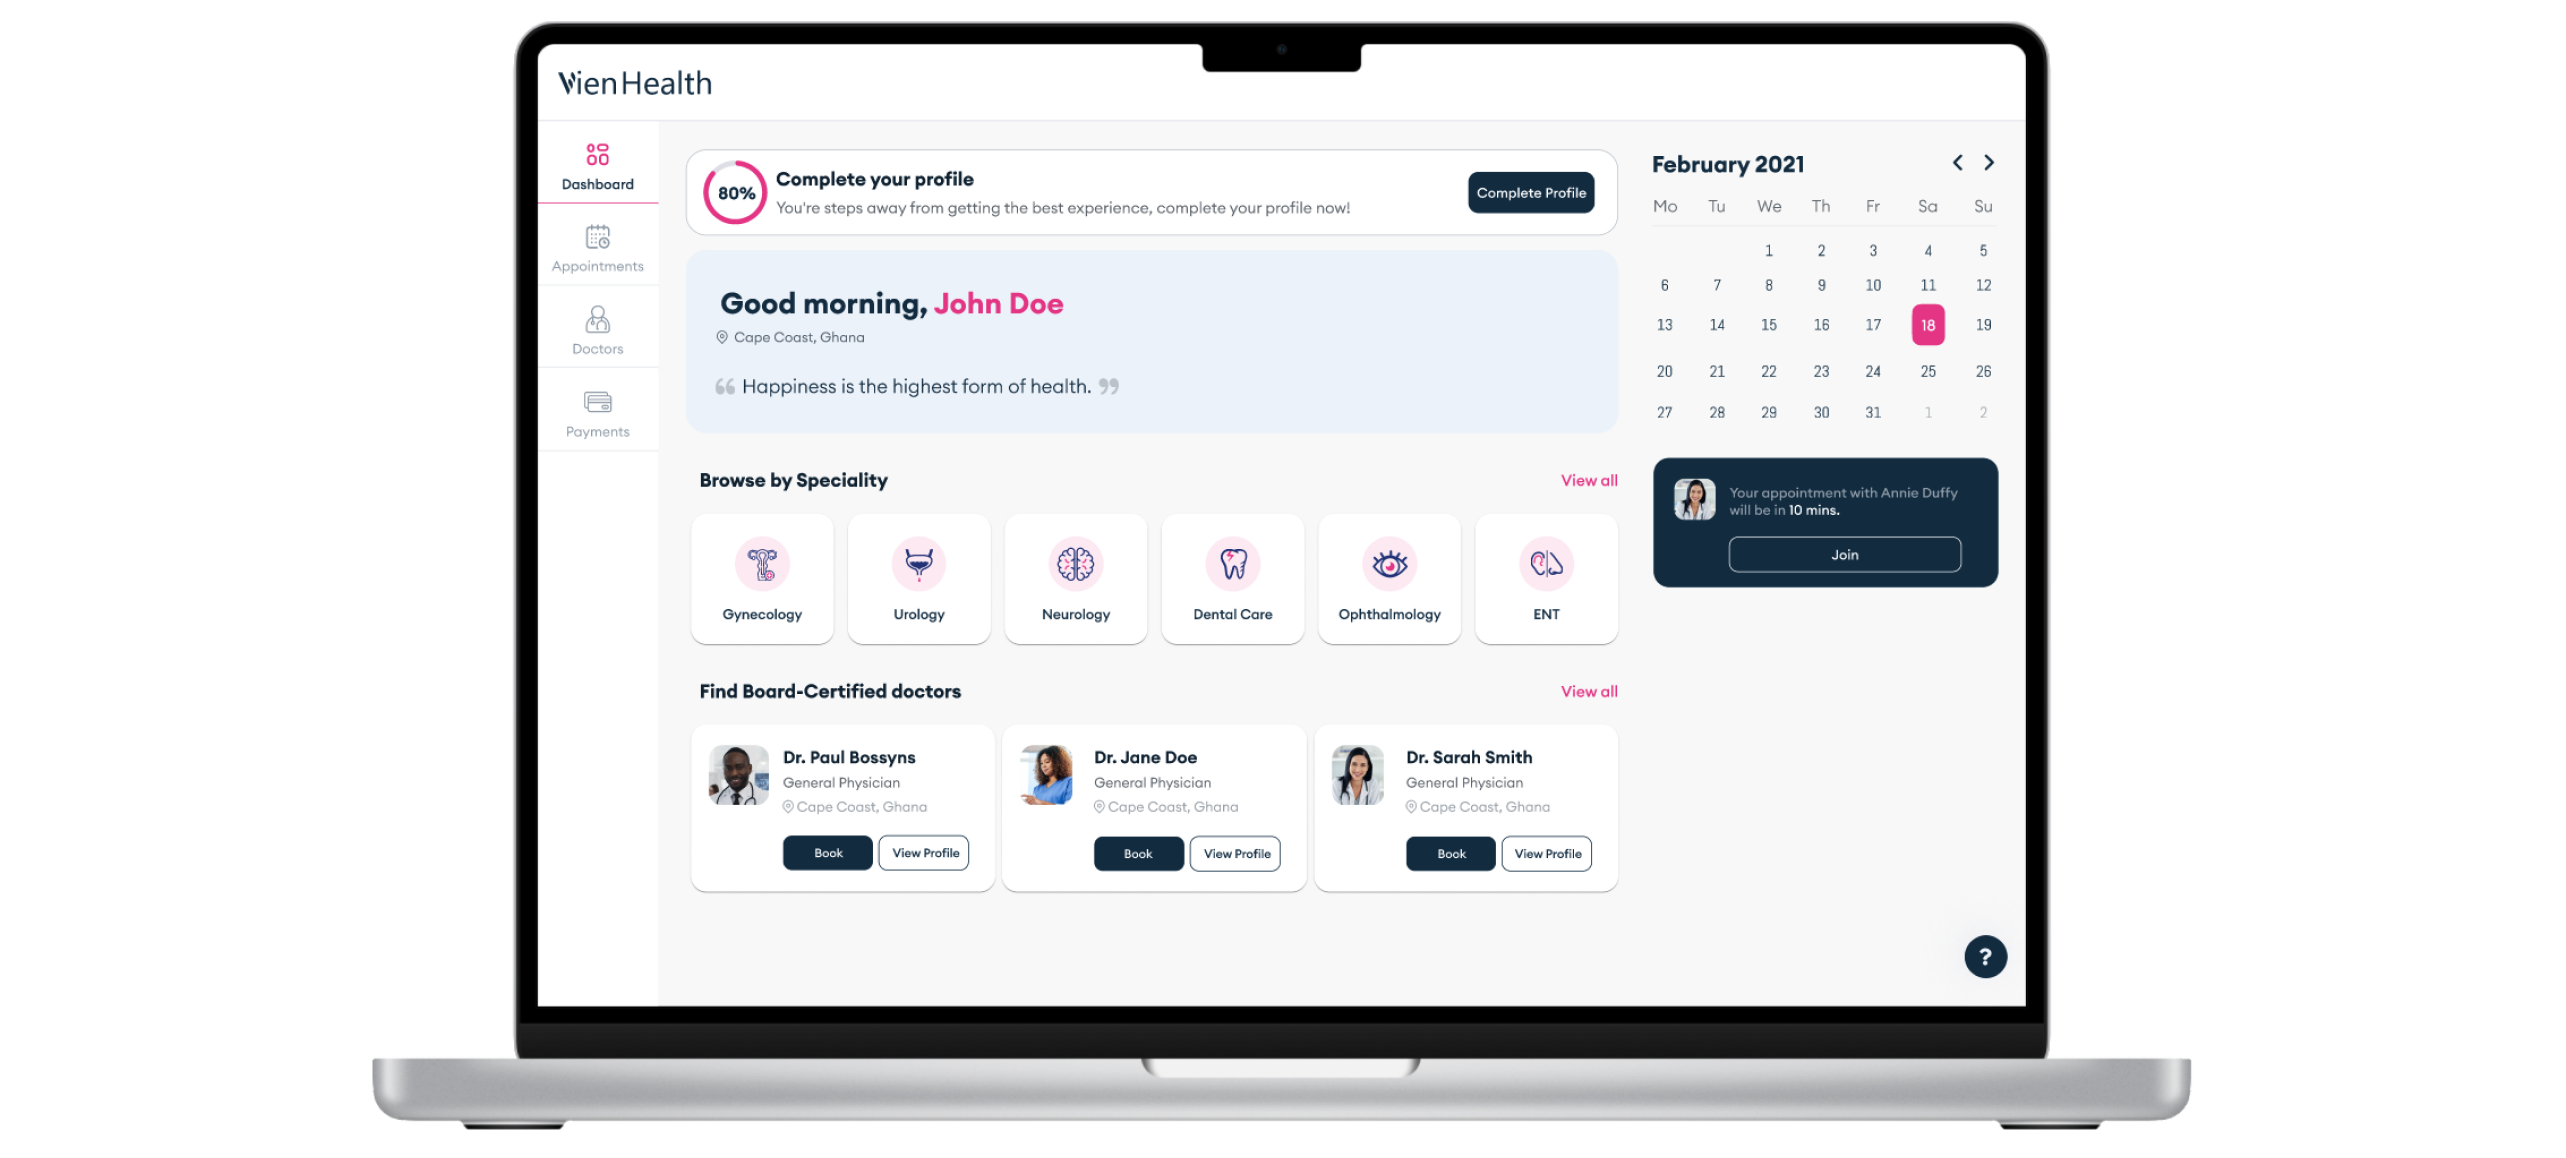 VienHealth
Dashboard
Appointments
Doctors
Payments
80%
Complete your profile
You're steps away from getting the best experience, complete your profile now!
Complete Profile
Good morning, John Doe
Cape Coast, Ghana
“ Happiness is the highest form of health. ”
Browse by Speciality View all
Gynecology Urology Neurology Dental Care Ophthalmology ENT
Find Board-Certified doctors View all
Dr. Paul Bossyns
General Physician
Cape Coast, Ghana
Book View Profile
Dr. Jane Doe
General Physician
Cape Coast, Ghana
Book View Profile
Dr. Sarah Smith
General Physician
Cape Coast, Ghana
Book View Profile
February 2021 < >
Mo Tu We Th Fr Sa Su
1 2 3 4 5
6 7 8 9 10 11 12
13 14 15 16 17 18 19
20 21 22 23 24 25 26
27 28 29 30 31 1 2
Your appointment with Annie Duffy
will be in 10 mins.
Join
?